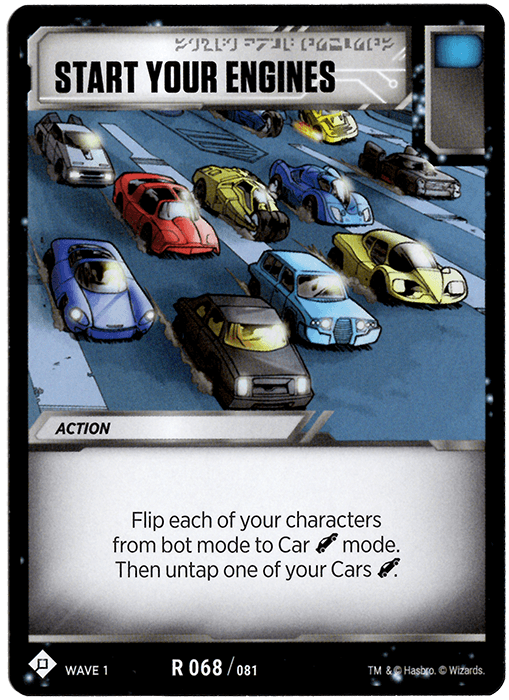 START YOUR ENGINES
ACTION
Flip each of your characters
from bot mode to Car mode.
Then untap one of your Cars .
WAVE 1
R 068 / 081
TM & © Hasbro. © Wizards.